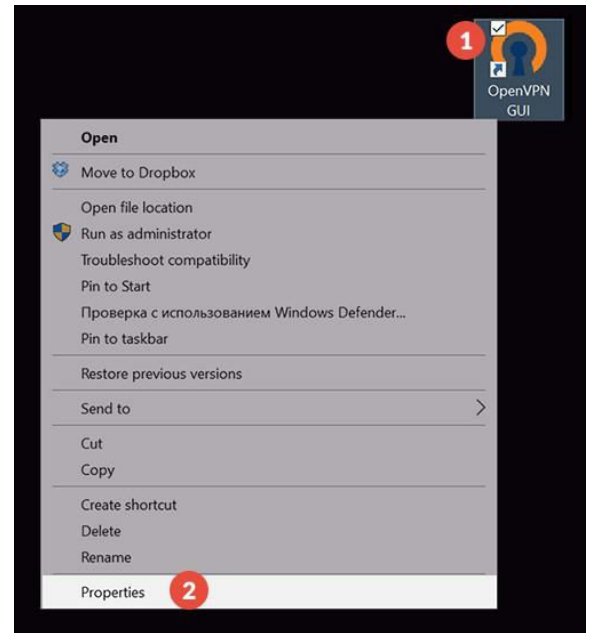 1
OpenVPN
GUI
Open
Move to Dropbox
Open file location
Run as administrator
Troubleshoot compatibility
Pin to Start
Проверка с использованием Windows Defender...
Pin to taskbar
Restore previous versions
Send to
Cut
Copy
Create shortcut
Delete
Rename
Properties 2